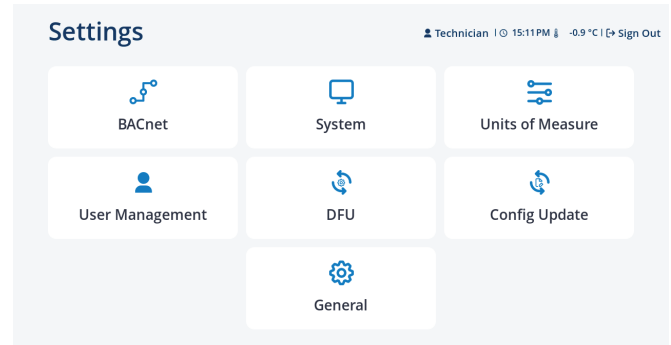 Settings
Technician | 15:11PM -0.9 °C | Sign Out
BACnet
System
Units of Measure
User Management
DFU
Config Update
General